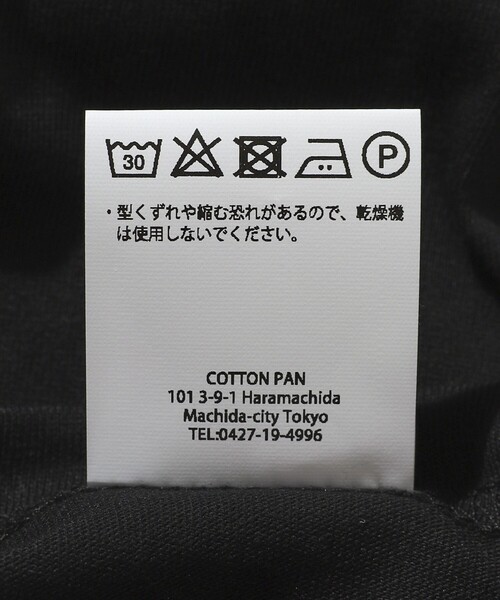 30 P
・型くずれや縮む恐れがあるので、乾燥機
は使用しないでください。
COTTON PAN
101 3-9-1 Haramachida
Machida-city Tokyo
TEL:0427-19-4996